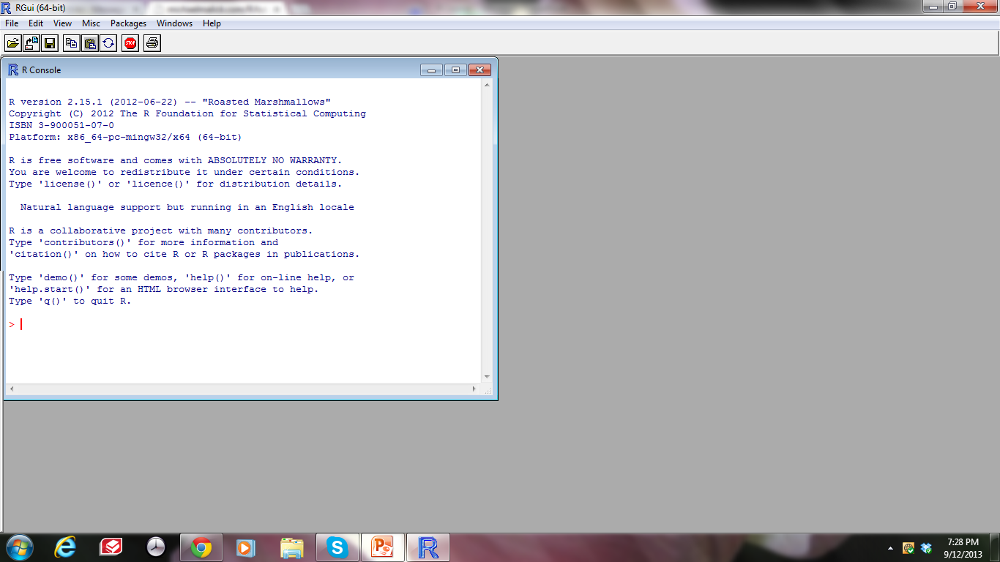 RGui (64-bit)
File Edit View Misc Packages Windows Help
STOP
R Console
R version 2.15.1 (2012-06-22) -- "Roasted Marshmallows"
Copyright (C) 2012 The R Foundation for Statistical Computing
ISBN 3-900051-07-0
Platform: x86_64-pc-mingw32/x64 (64-bit)
R is free software and comes with ABSOLUTELY NO WARRANTY.
You are welcome to redistribute it under certain conditions.
Type 'license()' or 'licence()' for distribution details.
Natural language support but running in an English locale
R is a collaborative project with many contributors.
Type 'contributors()' for more information and
'citation()' on how to cite R or R packages in publications.
Type 'demo()' for some demos, 'help()' for on-line help, or
'help.start()' for an HTML browser interface to help.
Type 'q()' to quit R.
>
7:28 PM
9/12/2013